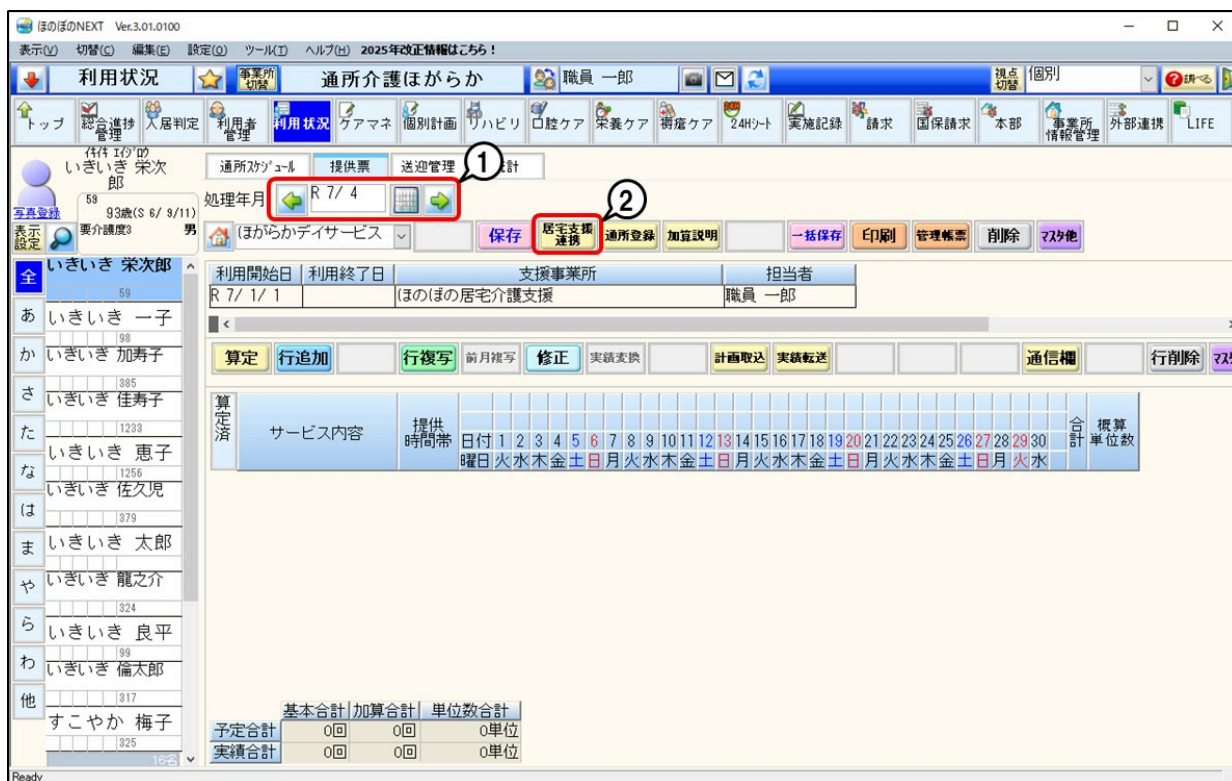 ほのぼのNEXT Ver.3.01.0100
表示(V) 切替(C) 編集(E) 設定(O) ツール(T) ヘルプ(H) 2025年改正情報はこちら！
利用状況 事業所切替 通所介護ほがらか 職員 一郎 視点切替 (個別) 調べる
トップ 総合進捗管理 入居判定 利用者管理 利用状況 ケアマネ 個別計画 リハビリ 口腔ケア 栄養ケア 褥瘡ケア 24Hシート 実施記録 請求 国保請求 本部 事業所情報管理 外部連携 LIFE
イキイキ エイジロウ
いきいき 栄次郎
59
93歳(S 6/ 9/11)
写真登録
表示設定 要介護度3 男
通所スケジュール 提供票 送迎管理 計
①
処理年月 R 7/ 4
②
(ほがらかデイサービス 保存 居宅支援連携 通所登録 加算説明 一括保存 印刷 管理帳票 削除 マスタ他
利用開始日 利用終了日 支援事業所 担当者
R 7/ 1/ 1 ほのぼの居宅介護支援 職員 一郎
算定 行追加 行複写 前月複写 修正 実績変換 計画取込 実績転送 通信欄 行削除
算定済 サービス内容 提供時間帯 合計 概算単位数
日付 1 2 3 4 5 6 7 8 9 10 11 12 13 14 15 16 17 18 19 20 21 22 23 24 25 26 27 28 29 30
曜日 火 水 木 金 土 日 月 火 水 木 金 土 日 月 火 水 木 金 土 日 月 火 水 木 金 土 日 月 火 水
全
あ
か
さ
た
な
は
ま
や
ら
わ
他
いきいき 栄次郎
59
いきいき 一子
98
いきいき 加寿子
385
いきいき 佳寿子
1233
いきいき 恵子
1256
いきいき 佐久児
379
いきいき 太郎
いきいき 龍之介
324
いきいき 良平
99
いきいき 倫太郎
317
すこやか 梅子
325
16名
基本合計 加算合計 単位数合計
予定合計 0回 0回 0単位
実績合計 0回 0回 0単位
Ready